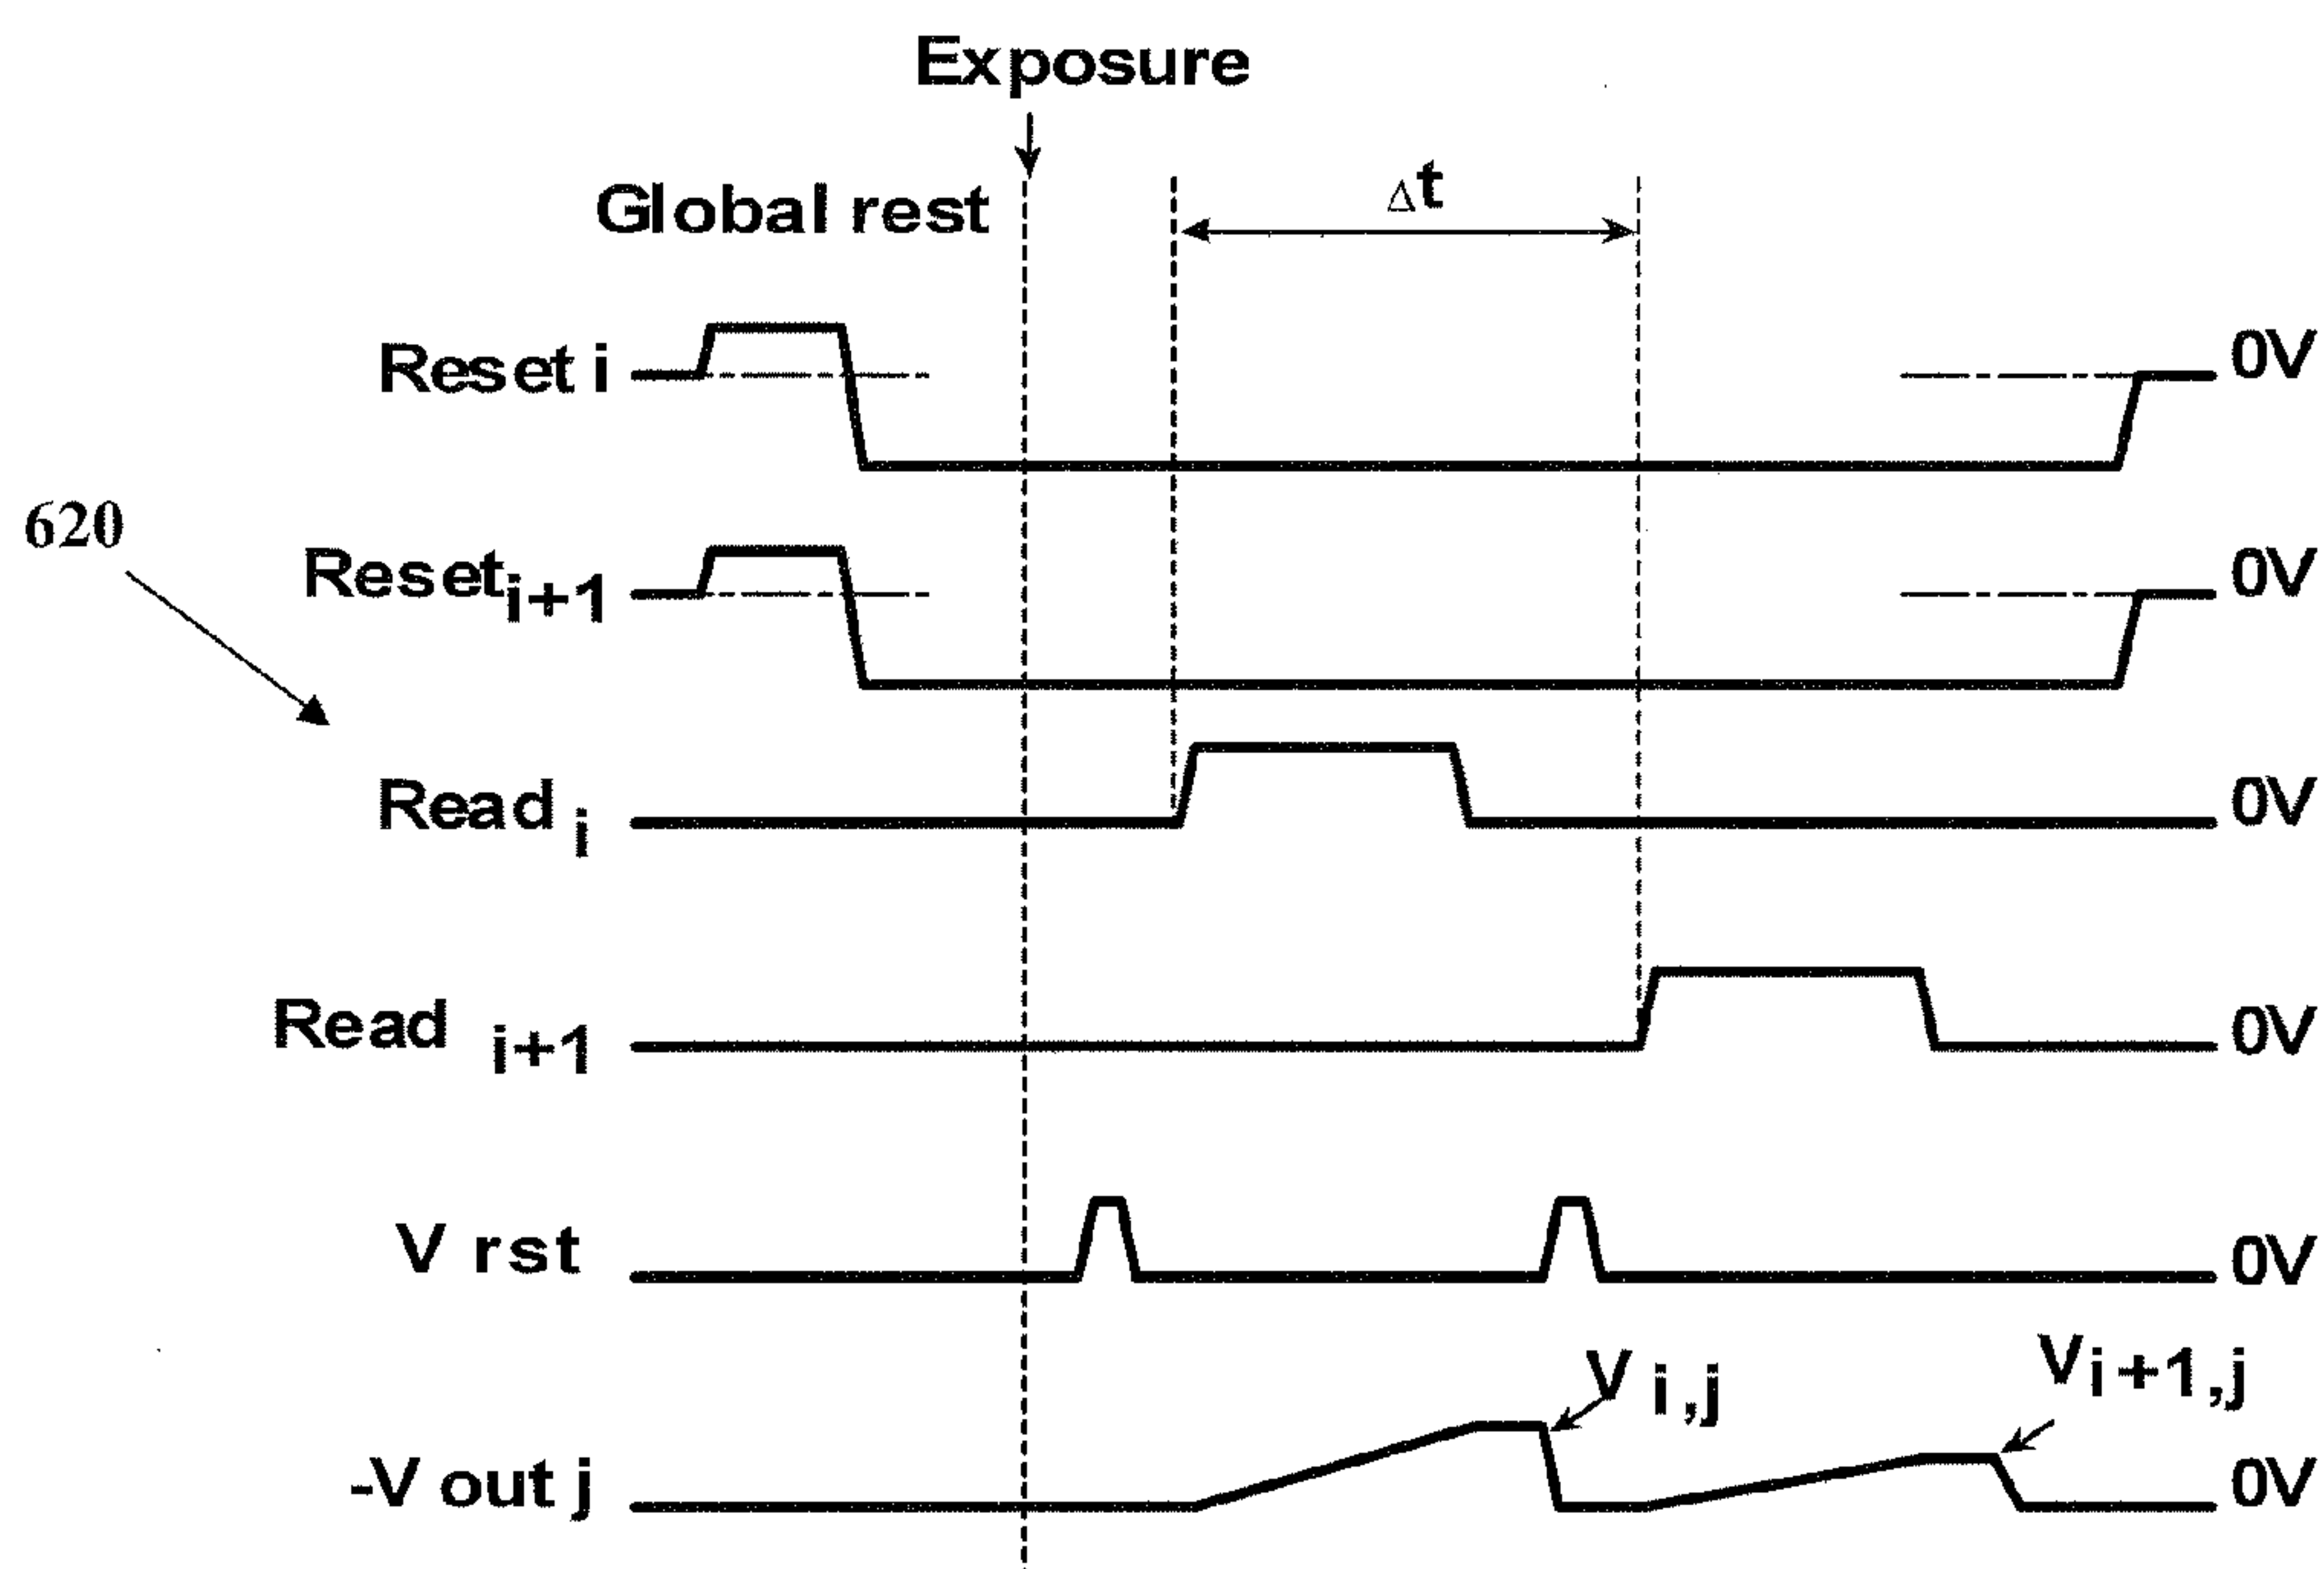 Exposure
Global rest
Δt
Reset i 0V
620
Reset i+1 0V
Read i 0V
Read i+1 0V
V rst 0V
V i,j
V i+1,j
-V out j 0V